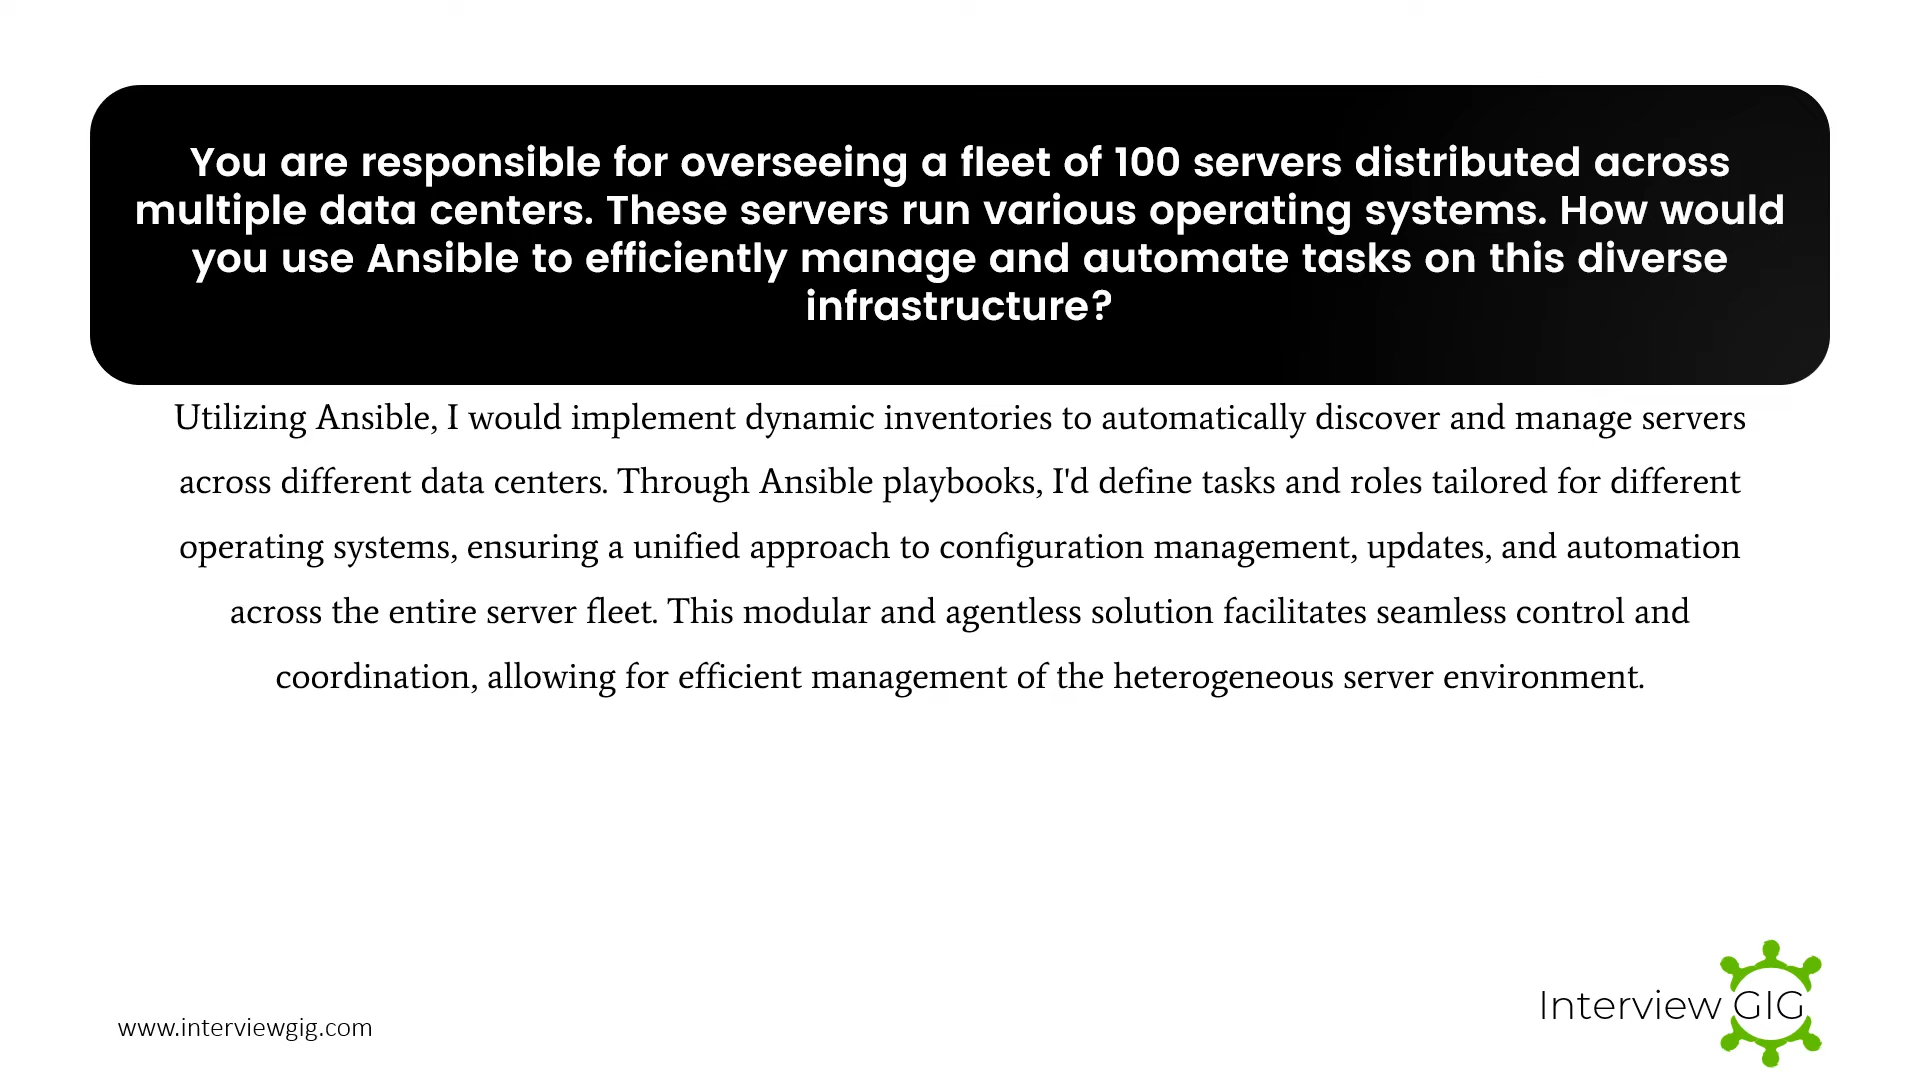 You are responsible for overseeing a fleet of 100 servers distributed across
multiple data centers. These servers run various operating systems. How would
you use Ansible to efficiently manage and automate tasks on this diverse
infrastructure?
Utilizing Ansible, I would implement dynamic inventories to automatically discover and manage servers
across different data centers. Through Ansible playbooks, I'd define tasks and roles tailored for different
operating systems, ensuring a unified approach to configuration management, updates, and automation
across the entire server fleet. This modular and agentless solution facilitates seamless control and
coordination, allowing for efficient management of the heterogeneous server environment.
Interview GIG
www.interviewgig.com